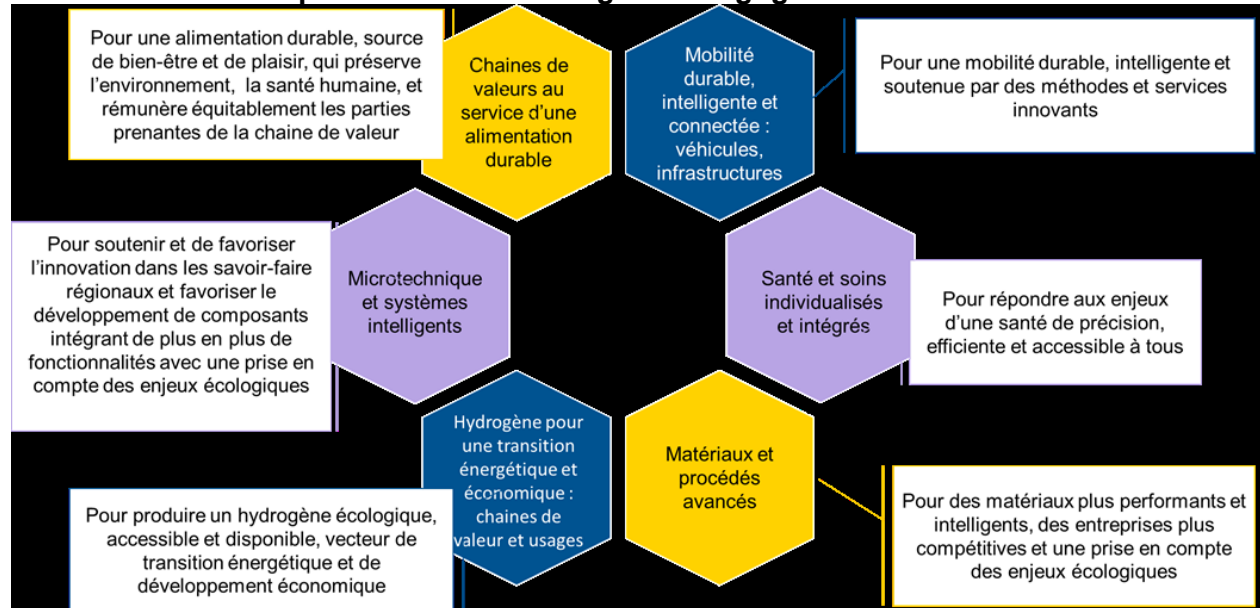 Pour une alimentation durable, source
de bien-être et de plaisir, qui préserve
l'environnement, la santé humaine, et
rémunère équitablement les parties
prenantes de la chaine de valeur
Chaines de
valeurs au
service d'une
alimentation
durable
Mobilité
durable,
intelligente et
connectée :
véhicules,
infrastructures
Pour une mobilité durable, intelligente et
soutenue par des méthodes et services
innovants
Pour soutenir et de favoriser
l'innovation dans les savoir-faire
régionaux et favoriser le
développement de composants
intégrant de plus en plus de
fonctionnalités avec une prise en
compte des enjeux écologiques
Microtechnique
et systèmes
intelligents
Santé et soins
individualisés
et intégrés
Pour répondre aux enjeux
d'une santé de précision,
efficiente et accessible à tous
Hydrogène pour
une transition
énergétique et
économique :
chaines de
valeur et usages
Matériaux et
procédés
avancés
Pour produire un hydrogène écologique,
accessible et disponible, vecteur de
transition énergétique et de
développement économique
Pour des matériaux plus performants et
intelligents, des entreprises plus
compétitives et une prise en compte
des enjeux écologiques